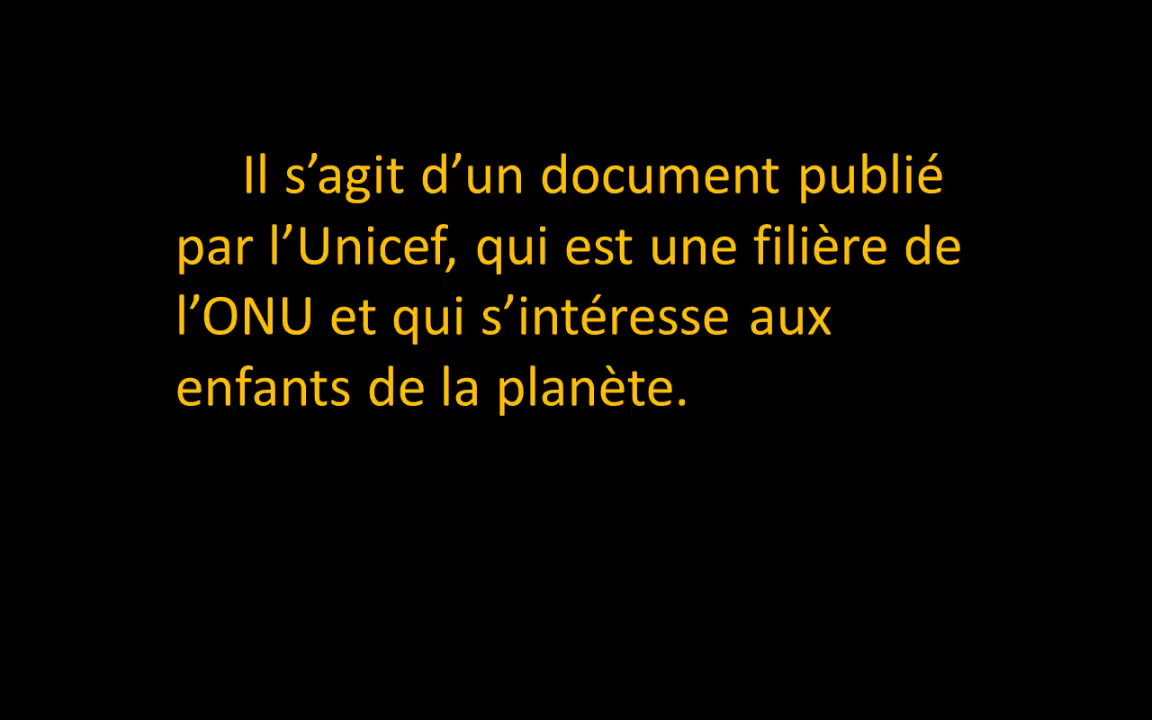 Il s’agit d’un document publié
par l’Unicef, qui est une filière de
l’ONU et qui s’intéresse aux
enfants de la planète.